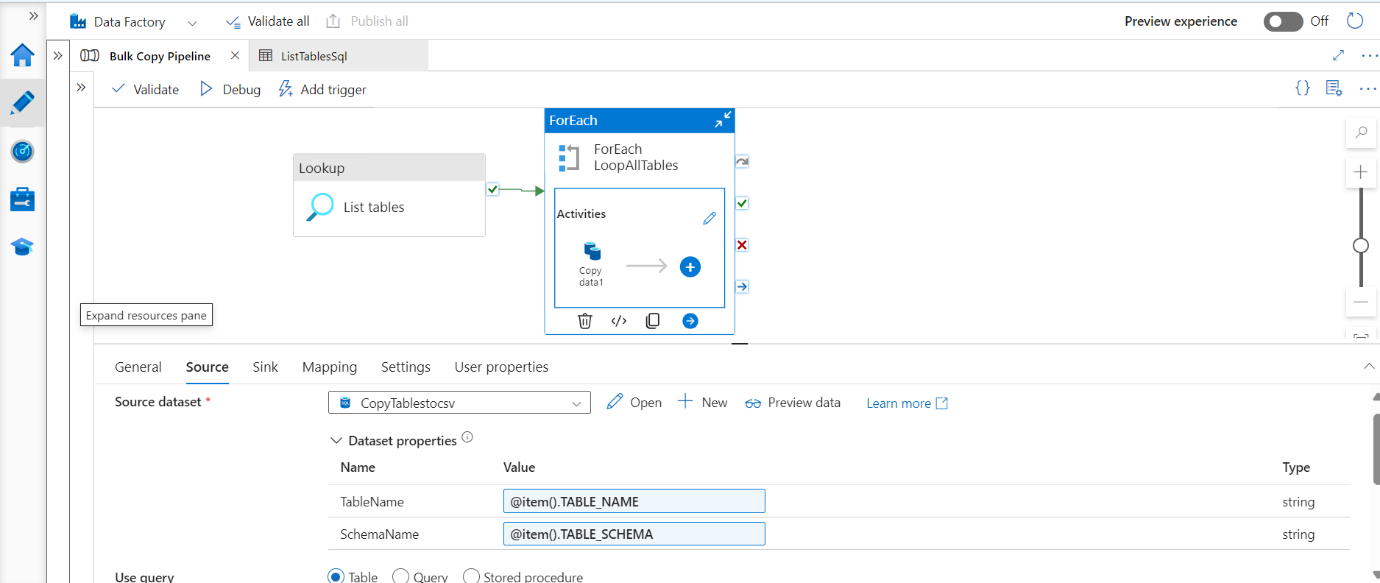 Data Factory
Validate all
Publish all
Preview experience
Off
Bulk Copy Pipeline
ListTablesSql
Validate
Debug
Add trigger
{}
ForEach
Lookup
List tables
ForEach
LoopAllTables
Activities
Copy
data1
Expand resources pane
General
Source
Sink
Mapping
Settings
User properties
Source dataset *
CopyTablestocsv
Open
New
Preview data
Learn more
Dataset properties
Name
Value
Type
TableName
@item().TABLE_NAME
string
SchemaName
@item().TABLE_SCHEMA
string
Use query
Table
Query
Stored procedure